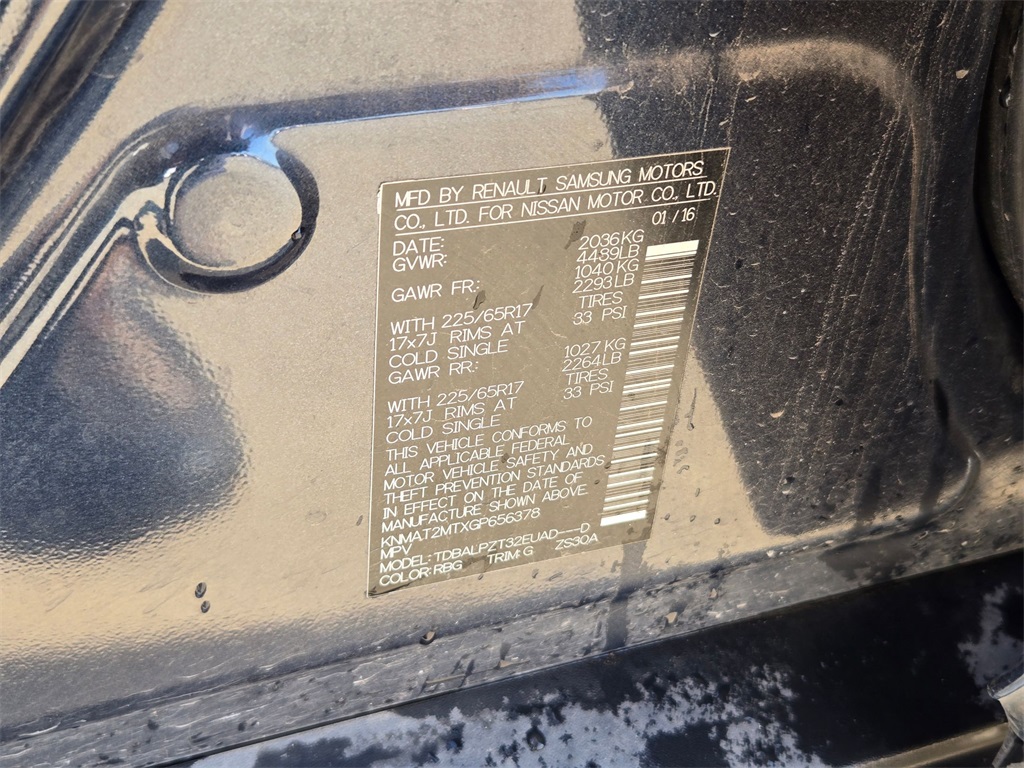 MFD BY RENAULT SAMSUNG MOTORS
CO., LTD. FOR NISSAN MOTOR CO., LTD.
DATE: 01/16
GVWR: 2036KG
4489LB
GAWR FR.: 1040KG
2293LB
WITH 225/65R17 TIRES
17x7J RIMS AT 33 PSI
COLD SINGLE
GAWR RR.: 1027KG
2264LB
WITH 225/65R17 TIRES
17x7J RIMS AT 33 PSI
COLD SINGLE
THIS VEHICLE CONFORMS TO
ALL APPLICABLE FEDERAL
MOTOR VEHICLE SAFETY AND
THEFT PREVENTION STANDARDS
IN EFFECT ON THE DATE OF
MANUFACTURE SHOWN ABOVE.
KNMAT2MTXGP656378
MPV
MODEL: TDBALPZT32EUAD---D
COLOR: RBG TRIM: G ZS30A